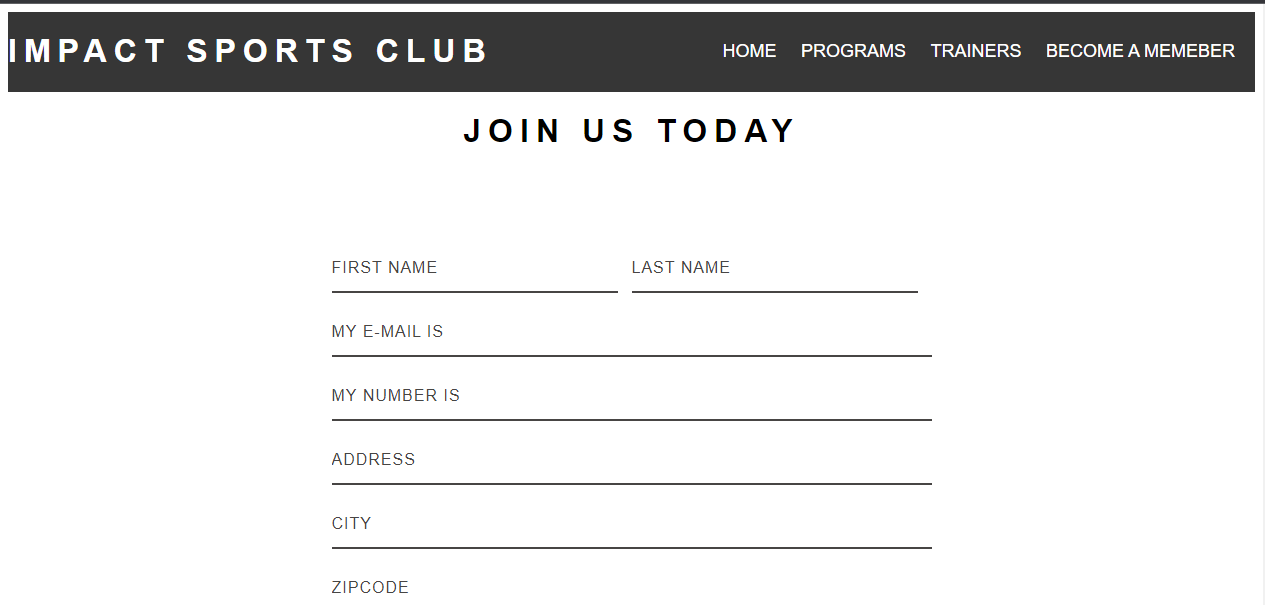 IMPACT SPORTS CLUB HOME PROGRAMS TRAINERS BECOME A MEMEBER
JOIN US TODAY
FIRST NAME LAST NAME
MY E-MAIL IS
MY NUMBER IS
ADDRESS
CITY
ZIPCODE